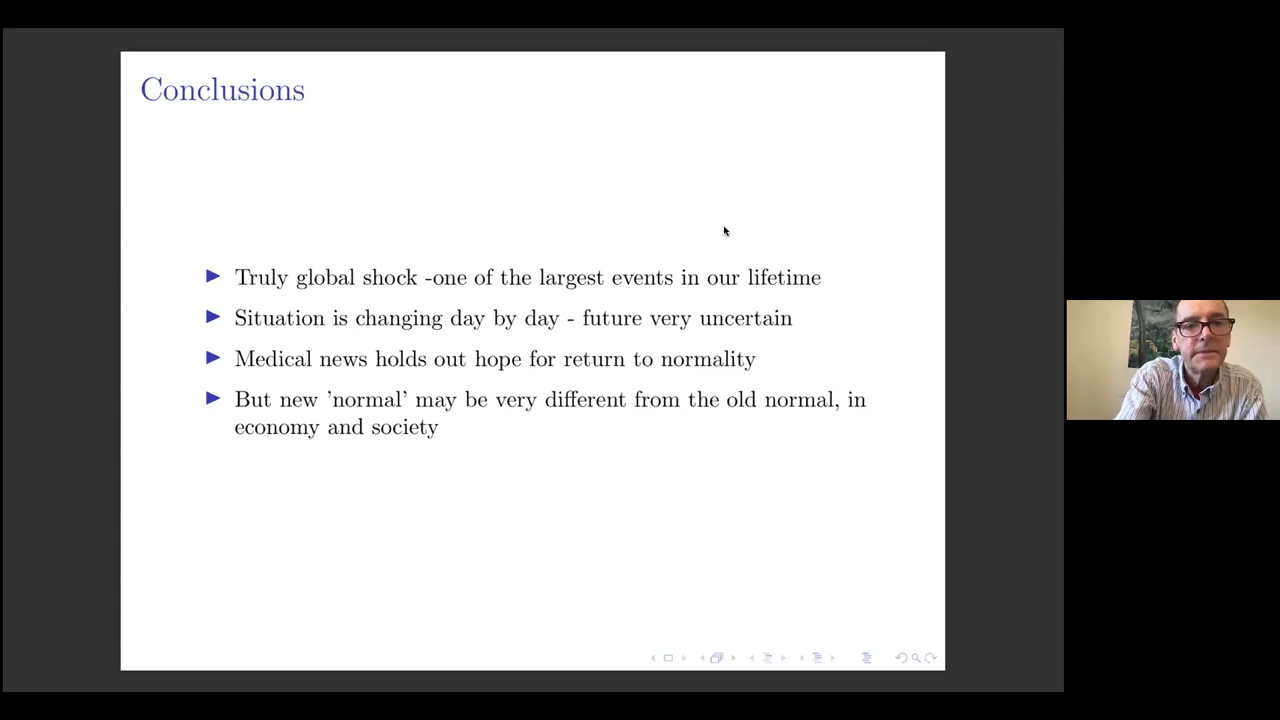 Conclusions
Truly global shock -one of the largest events in our lifetime
Situation is changing day by day - future very uncertain
Medical news holds out hope for return to normality
But new 'normal' may be very different from the old normal, in
economy and society